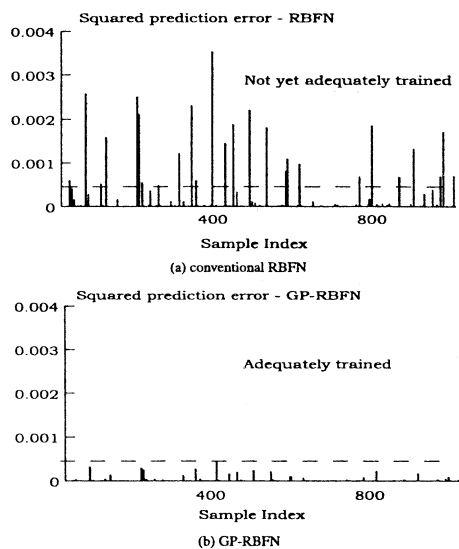 Squared prediction error - RBFN
0.004
0.003
Not yet adequately trained
0.002
0.001
0
400
800
Sample Index
(a) conventional RBFN
Squared prediction error - GP-RBFN
0.004
0.003
Adequately trained
0.002
0.001
0
400
800
Sample Index
(b) GP-RBFN